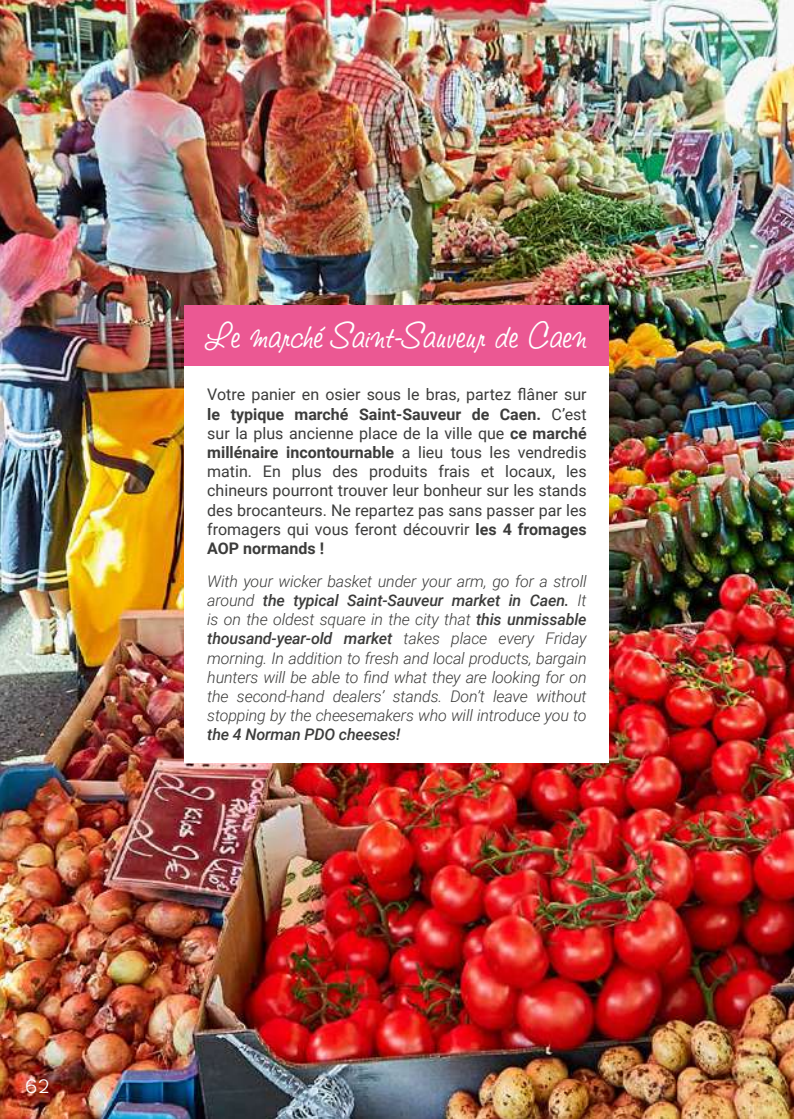 Le marché Saint-Sauveur de Caen
Votre panier en osier sous le bras, partez flâner sur
le typique marché Saint-Sauveur de Caen. C'est
sur la plus ancienne place de la ville que ce marché
millénaire incontournable a lieu tous les vendredis
matin. En plus des produits frais et locaux, les
chineurs pourront trouver leur bonheur sur les stands
des brocanteurs. Ne repartez pas sans passer par les
fromagers qui vous feront découvrir les 4 fromages
AOP normands !
With your wicker basket under your arm, go for a stroll
around the typical Saint-Sauveur market in Caen. It
is on the oldest square in the city that this unmissable
thousand-year-old market takes place every Friday
morning. In addition to fresh and local products, bargain
hunters will be able to find what they are looking for on
the second-hand dealers' stands. Don't leave without
stopping by the cheesemakers who will introduce you to
the 4 Norman PDO cheeses!
OIGNONS
FRANÇAIS
2 KILOS
2€
62